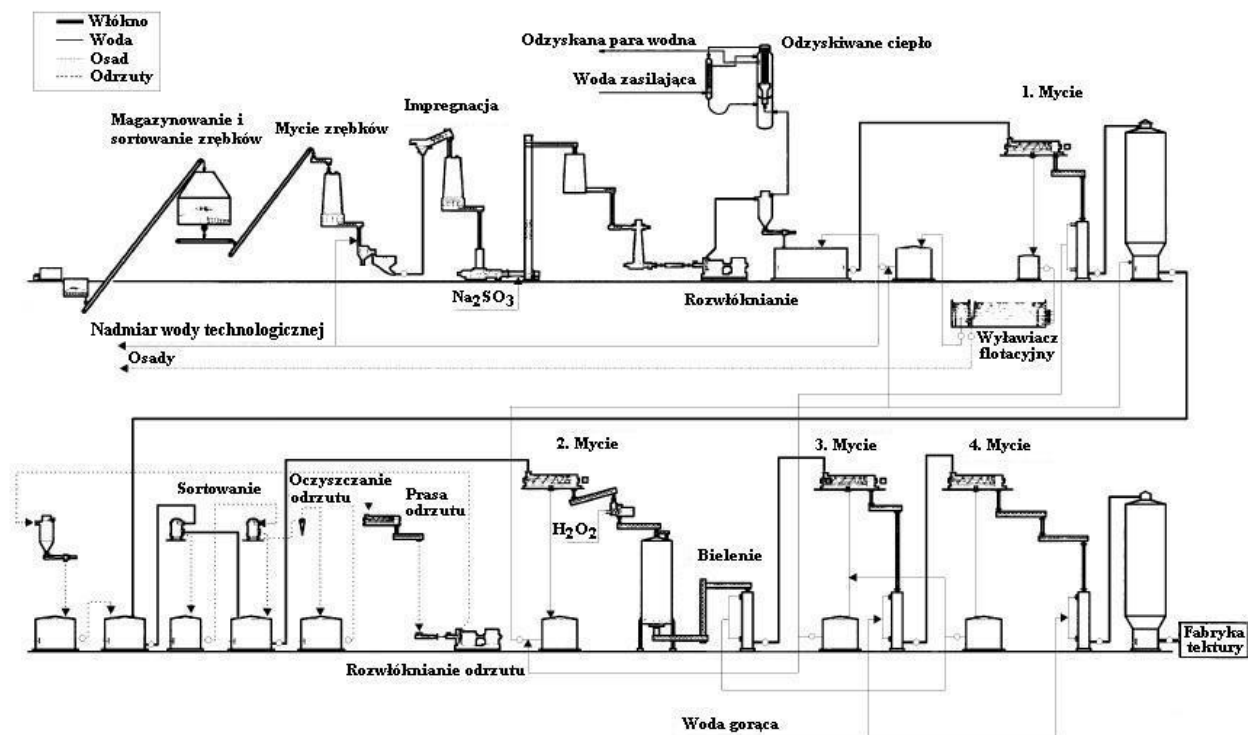 Włókno
Woda
Osad
Odrzuty
Odzyskana para wodna
Odzyskiwane ciepło
Woda zasilająca
Magazynowanie i
sortowanie zrębków
Mycie zrębków
Impregnacja
1. Mycie
Na₂SO₃
Rozwłóknianie
Nadmiar wody technologicznej
Osady
Wyławiacz
flotacyjny
2. Mycie
3. Mycie
4. Mycie
Sortowanie
Oczyszczanie
odrzutu
Prasa
odrzutu
H₂O₂
Bielenie
Rozwłóknianie odrzutu
Fabryka
tektury
Woda gorąca